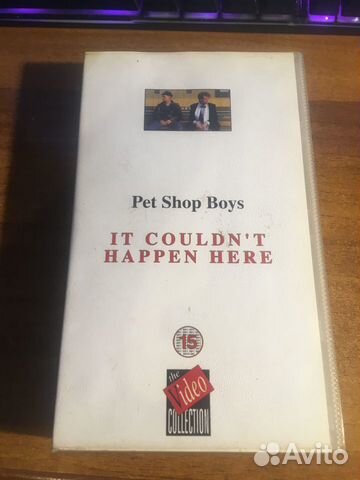 Pet Shop Boys
IT COULDN'T
HAPPEN HERE
15
the
Video
COLLECTION
Avito